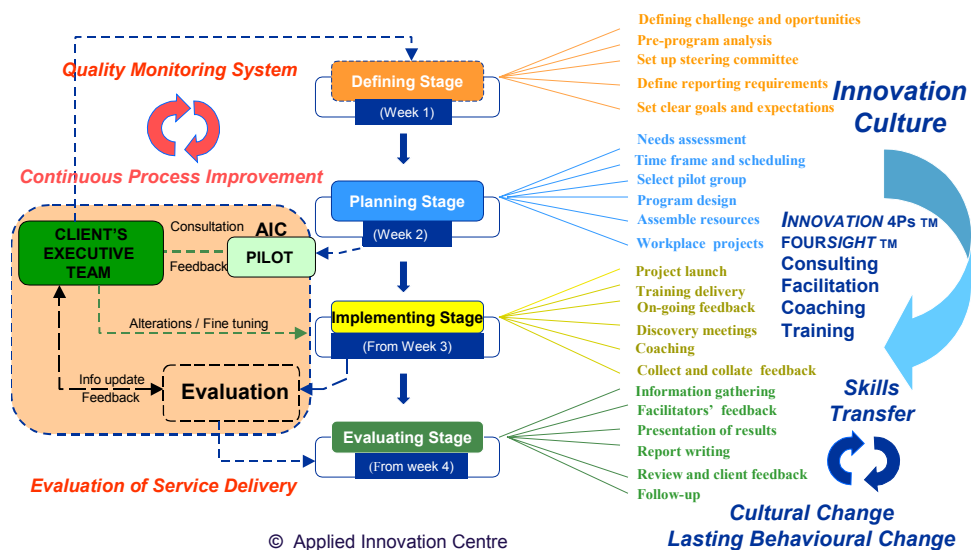 Quality Monitoring System
Continuous Process Improvement
Defining Stage
(Week 1)
Defining challenge and oportunities
Pre-program analysis
Set up steering committee
Define reporting requirements
Set clear goals and expectations
Innovation
Culture
Planning Stage
(Week 2)
Needs assessment
Time frame and scheduling
Select pilot group
Program design
Assemble resources
Workplace projects
INNOVATION 4Ps TM
FOURSIGHT TM
Consulting
Facilitation
Coaching
Training
CLIENT'S
EXECUTIVE
TEAM
Consultation
Feedback
AIC
PILOT
Alterations / Fine tuning
Implementing Stage
(From Week 3)
Project launch
Training delivery
On-going feedback
Discovery meetings
Coaching
Collect and collate feedback
Info update
Feedback
Evaluation
Evaluating Stage
(From week 4)
Information gathering
Facilitators' feedback
Presentation of results
Report writing
Review and client feedback
Follow-up
Skills
Transfer
Evaluation of Service Delivery
Cultural Change
Lasting Behavioural Change
© Applied Innovation Centre